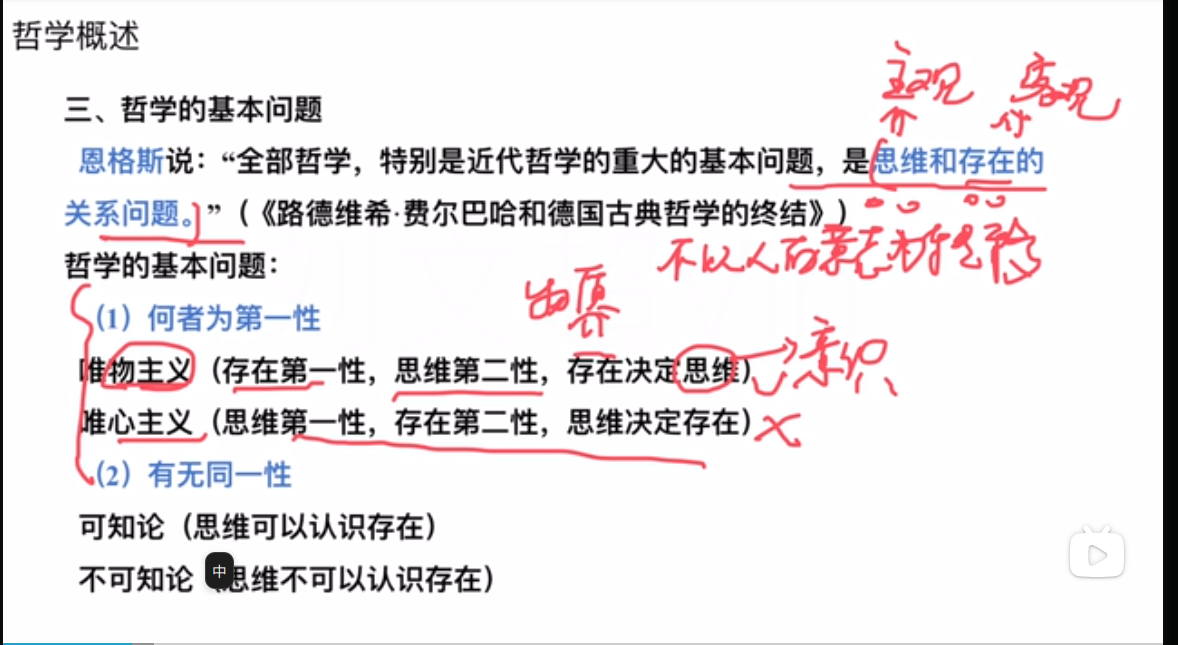 哲学概述
主观 客观
三、哲学的基本问题
恩格斯说：“全部哲学，特别是近代哲学的重大的基本问题，是思维和存在的
关系问题。”（《路德维希·费尔巴哈和德国古典哲学的终结》）
不以人的意志为转移
哲学的基本问题：
物质
（1）何者为第一性
唯物主义（存在第一性，思维第二性，存在决定思维） 意识
唯心主义（思维第一性，存在第二性，思维决定存在）
（2）有无同一性
可知论（思维可以认识存在）
中
不可知论（思维不可以认识存在）